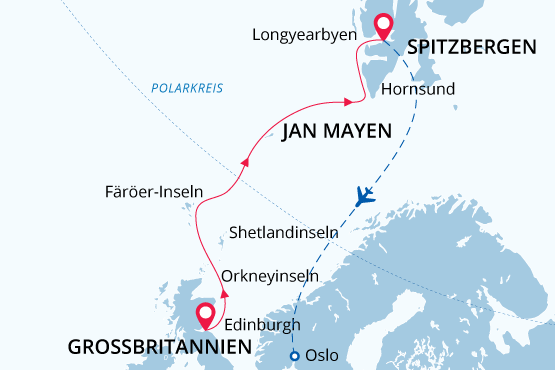 Longyearbyen
SPITZBERGEN
POLARKREIS
Hornsund
JAN MAYEN
Färöer-Inseln
Shetlandinseln
Orkneyinseln
Edinburgh
GROSSBRITANNIEN
Oslo